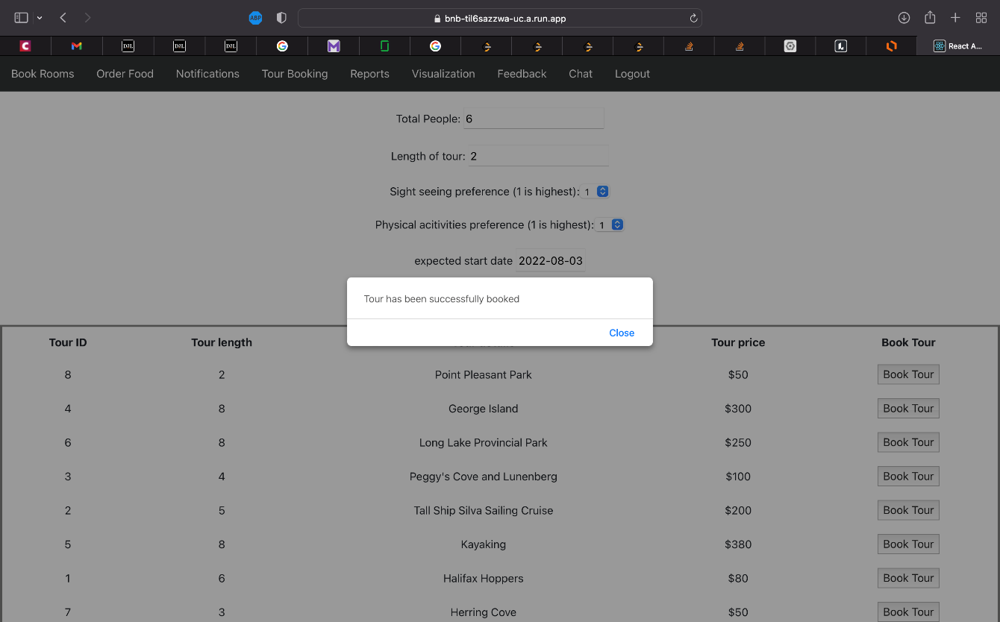 ABP
bnb-til6sazzwa-uc.a.run.app
C M D2L D2L D2L G M G L React A...
Book Rooms Order Food Notifications Tour Booking Reports Visualization Feedback Chat Logout
Total People: 6
Length of tour: 2
Sight seeing preference (1 is highest): 1
Physical acitivities preference (1 is highest): 1
expected start date 2022-08-03
Tour has been successfully booked
Close
Tour ID Tour length Tour price Book Tour
8 2 Point Pleasant Park $50 Book Tour
4 8 George Island $300 Book Tour
6 8 Long Lake Provincial Park $250 Book Tour
3 4 Peggy's Cove and Lunenberg $100 Book Tour
2 5 Tall Ship Silva Sailing Cruise $200 Book Tour
5 8 Kayaking $380 Book Tour
1 6 Halifax Hoppers $80 Book Tour
7 3 Herring Cove $50 Book Tour